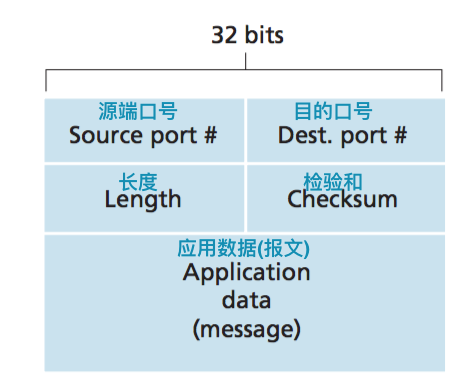 32 bits
源端口号
Source port #
目的口号
Dest. port #
长度
Length
检验和
Checksum
应用数据(报文)
Application
data
(message)